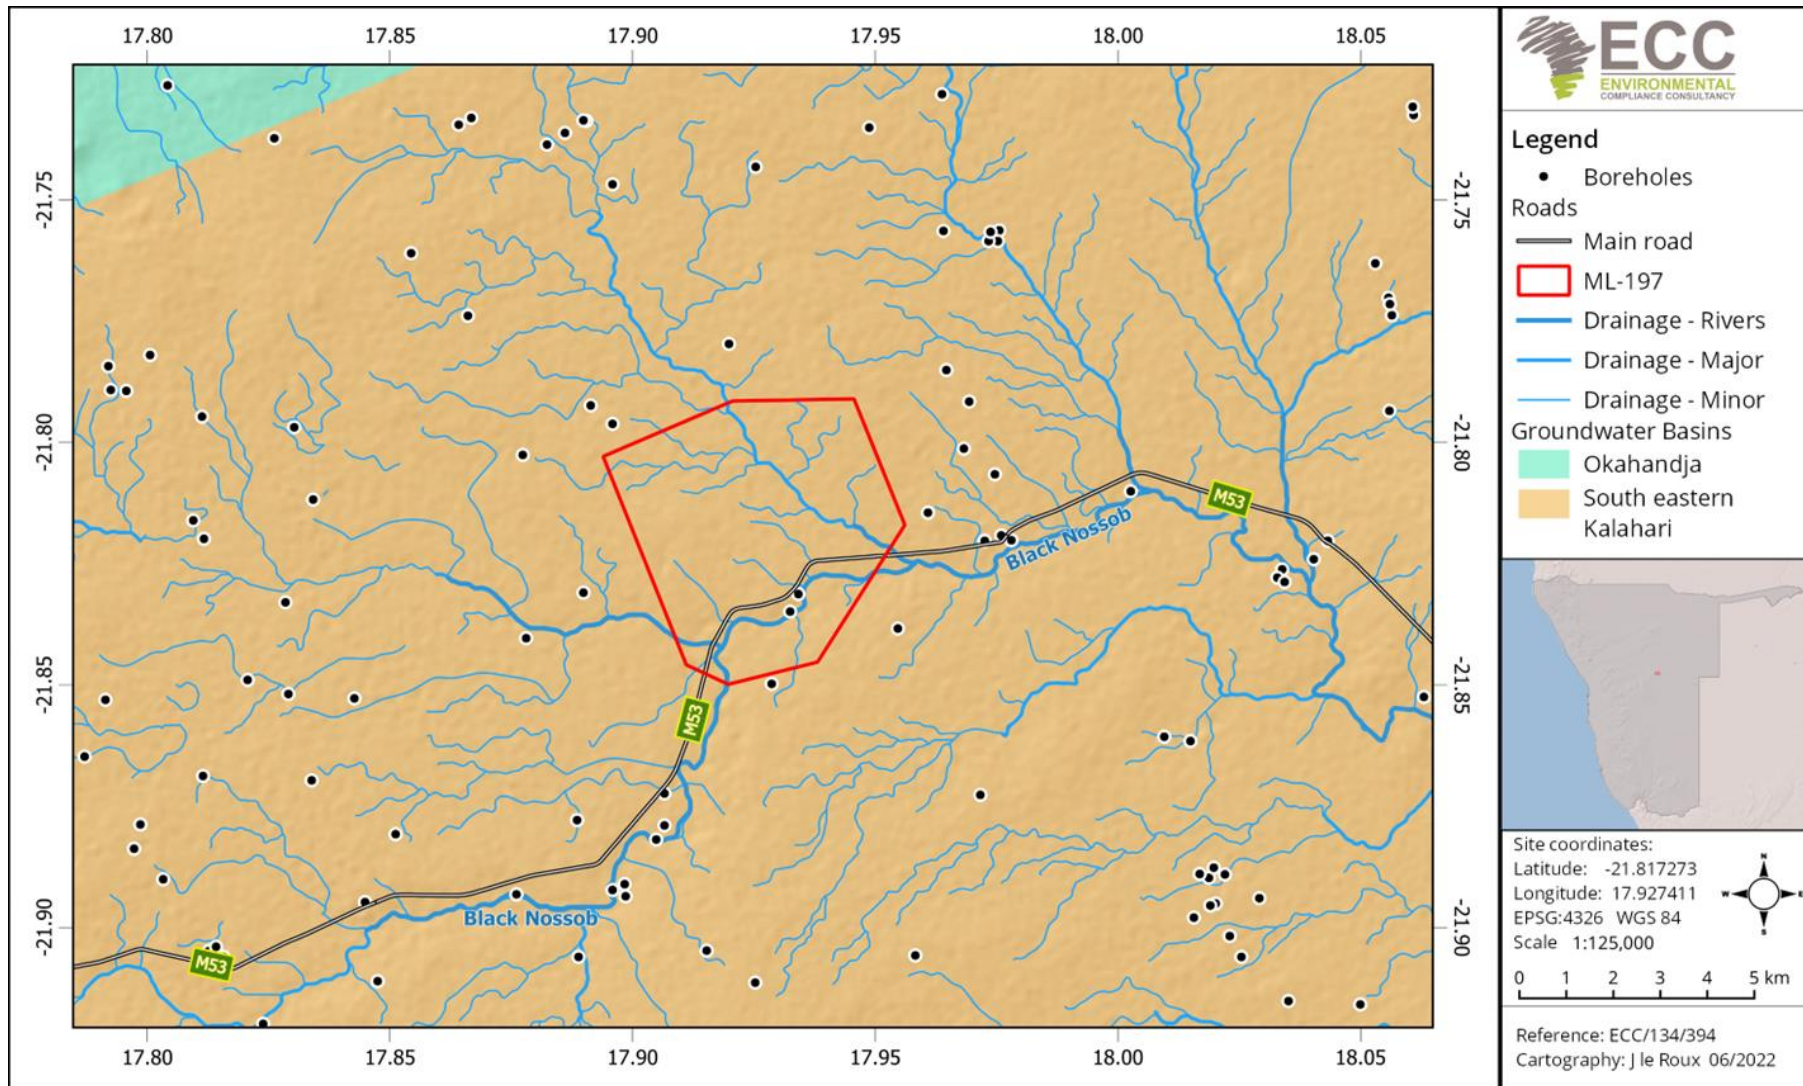 17.80 17.85 17.90 17.95 18.00 18.05
-21.75
-21.80
-21.85
-21.90
-21.75
-21.80
-21.85
-21.90
M53
Black Nossob
M53
Black Nossob
M53
17.80 17.85 17.90 17.95 18.00 18.05
ECC
ENVIRONMENTAL
COMPLIANCE CONSULTANCY
Legend
Boreholes
Roads
Main road
ML-197
Drainage - Rivers
Drainage - Major
Drainage - Minor
Groundwater Basins
Okahandja
South eastern
Kalahari
Site coordinates:
Latitude: -21.817273
Longitude: 17.927411
EPSG:4326 WGS 84
Scale 1:125,000
N
W E
S
0 1 2 3 4 5 km
Reference: ECC/134/394
Cartography: J le Roux 06/2022